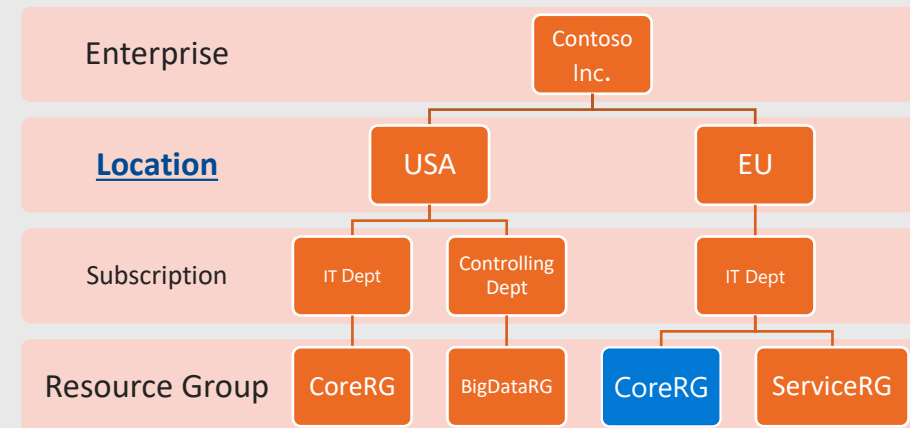 Enterprise
Contoso
Inc.
Location
USA
EU
Subscription
IT Dept
Controlling
Dept
IT Dept
Resource Group
CoreRG
BigDataRG
CoreRG
ServiceRG